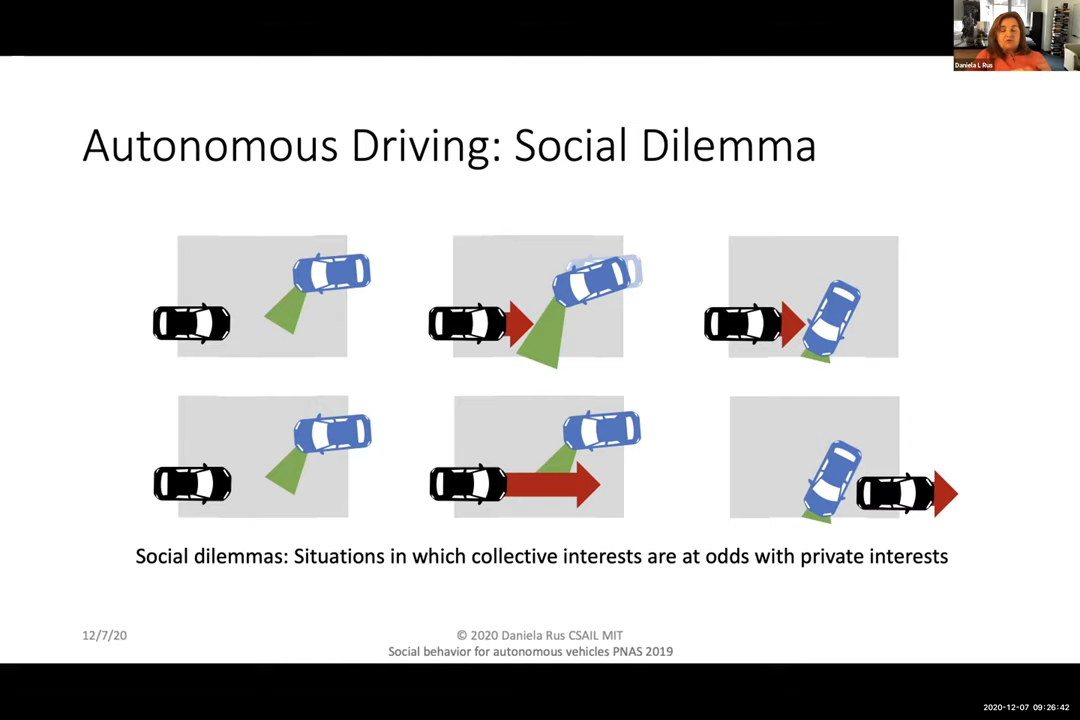 Daniela L Rus
Autonomous Driving: Social Dilemma
Social dilemmas: Situations in which collective interests are at odds with private interests
12/7/20
© 2020 Daniela Rus CSAIL MIT
Social behavior for autonomous vehicles PNAS 2019
2020-12-07 09:26:42